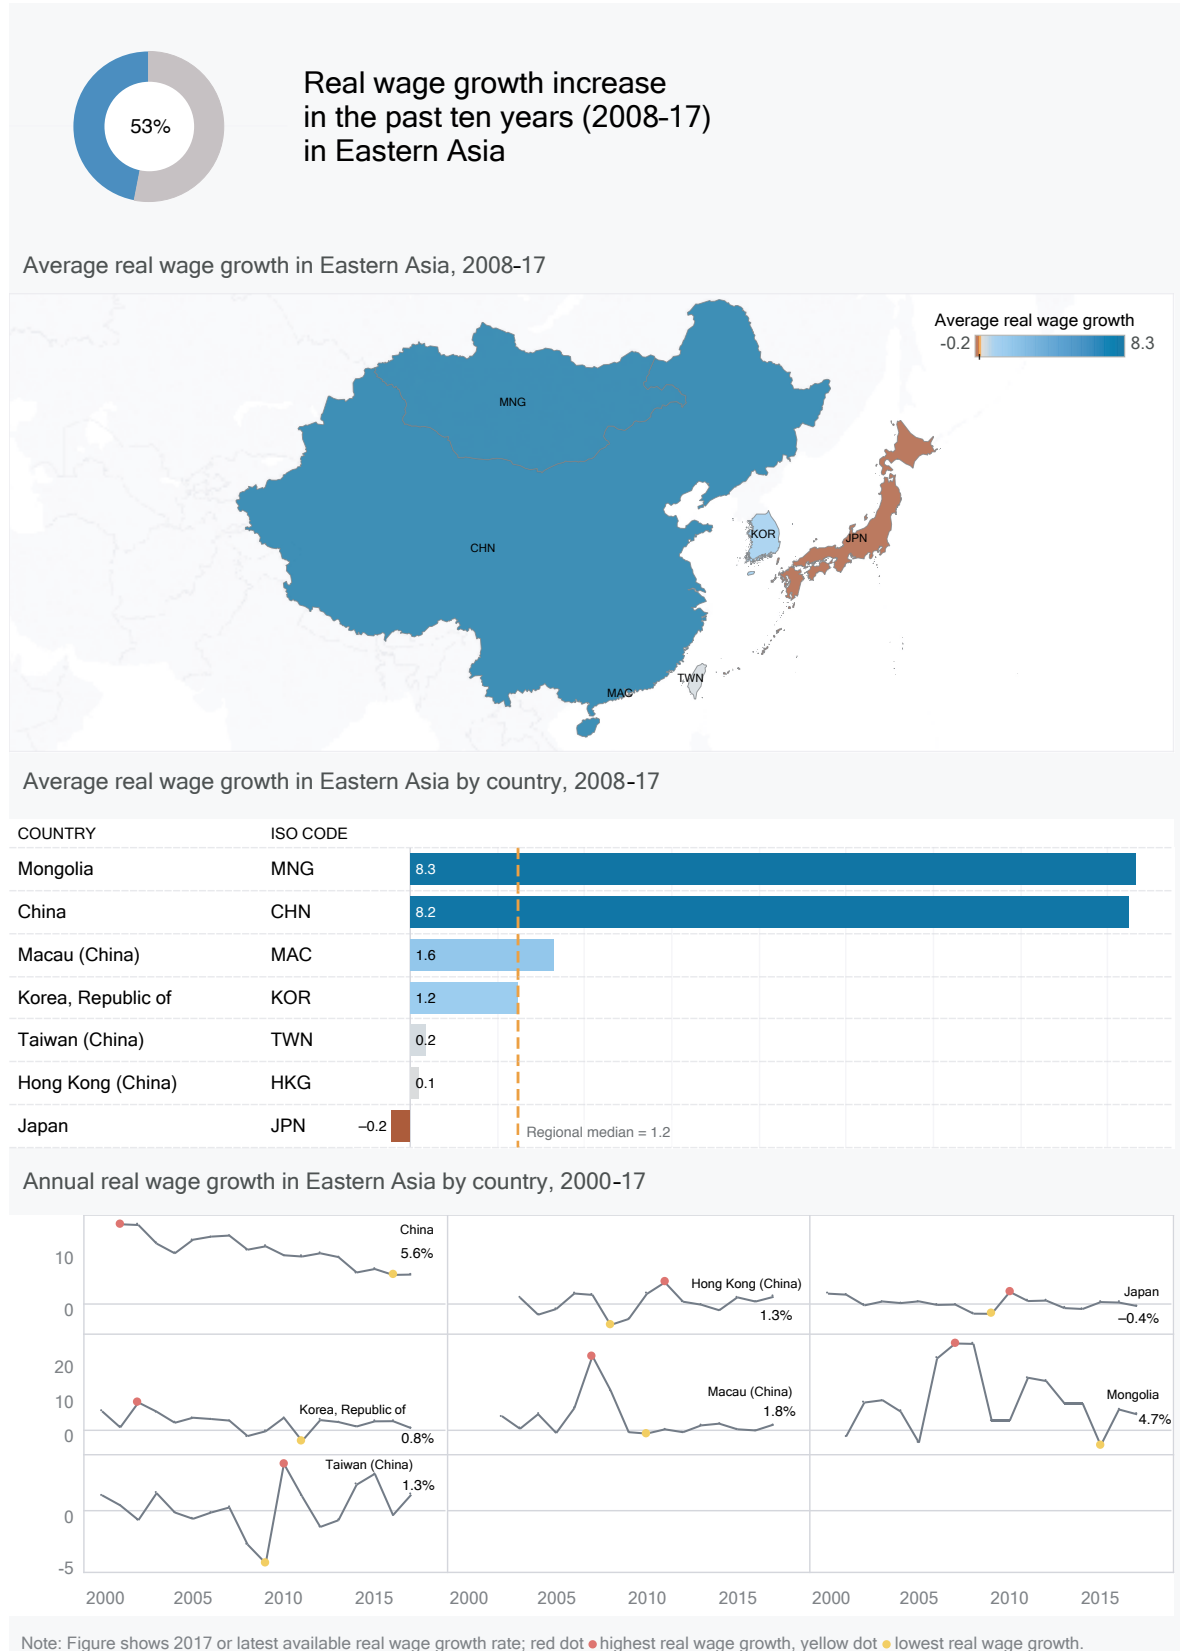 53%
Real wage growth increase
in the past ten years (2008-17)
in Eastern Asia
Average real wage growth in Eastern Asia, 2008-17
Average real wage growth
-0.2 8.3
MNG
CHN
KOR
JPN
TWN
MAC
Average real wage growth in Eastern Asia by country, 2008-17
COUNTRY ISO CODE
Mongolia MNG 8.3
China CHN 8.2
Macau (China) MAC 1.6
Korea, Republic of KOR 1.2
Taiwan (China) TWN 0.2
Hong Kong (China) HKG 0.1
Japan JPN –0.2
Regional median = 1.2
Annual real wage growth in Eastern Asia by country, 2000-17
10
0
China
5.6%
Hong Kong (China)
1.3%
Japan
–0.4%
20
10
0
Korea, Republic of
0.8%
Macau (China)
1.8%
Mongolia
4.7%
0
-5
Taiwan (China)
1.3%
2000 2005 2010 2015 2000 2005 2010 2015 2000 2005 2010 2015
Note: Figure shows 2017 or latest available real wage growth rate; red dot highest real wage growth, yellow dot lowest real wage growth.